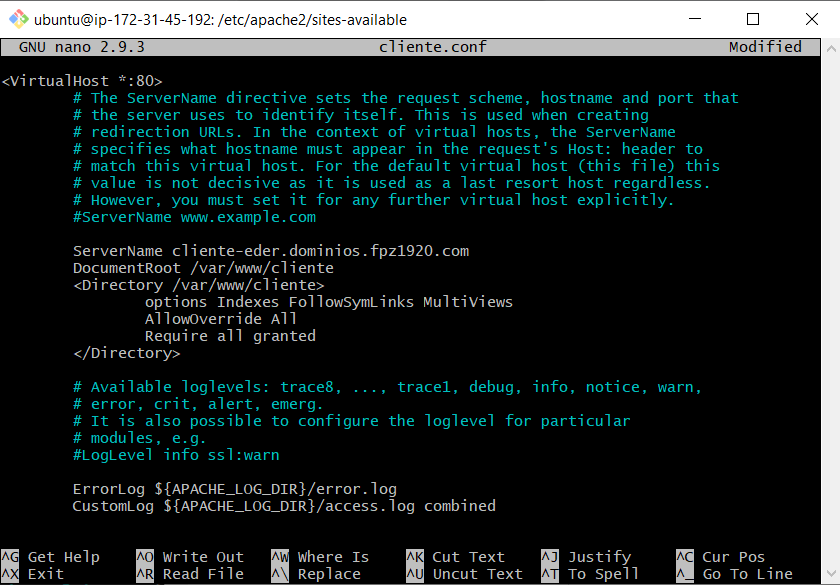 ubuntu@ip-172-31-45-192: /etc/apache2/sites-available
GNU nano 2.9.3 cliente.conf Modified
<VirtualHost *:80>
# The ServerName directive sets the request scheme, hostname and port that
# the server uses to identify itself. This is used when creating
# redirection URLs. In the context of virtual hosts, the ServerName
# specifies what hostname must appear in the request's Host: header to
# match this virtual host. For the default virtual host (this file) this
# value is not decisive as it is used as a last resort host regardless.
# However, you must set it for any further virtual host explicitly.
#ServerName www.example.com
ServerName cliente-eder.dominios.fpz1920.com
DocumentRoot /var/www/cliente
<Directory /var/www/cliente>
options Indexes FollowSymLinks MultiViews
AllowOverride All
Require all granted
</Directory>
# Available loglevels: trace8, ..., trace1, debug, info, notice, warn,
# error, crit, alert, emerg.
# It is also possible to configure the loglevel for particular
# modules, e.g.
#LogLevel info ssl:warn
ErrorLog ${APACHE_LOG_DIR}/error.log
CustomLog ${APACHE_LOG_DIR}/access.log combined
^G Get Help ^O Write Out ^W Where Is ^K Cut Text ^J Justify ^C Cur Pos
^X Exit ^R Read File ^\ Replace ^U Uncut Text ^T To Spell ^_ Go To Line